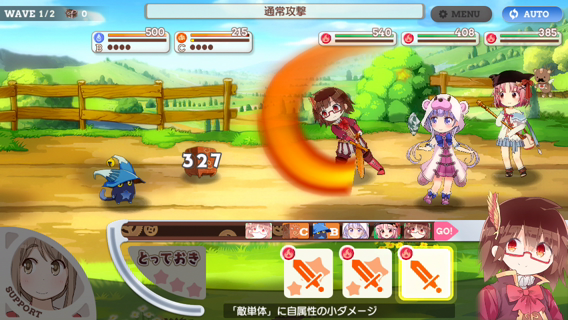 WAVE 1/2
0
通常攻撃
MENU
AUTO
500
B
215
C
540
408
385
327
C
B
GO!
SUPPORT
とっておき
「敵単体」に自属性の小ダメージ